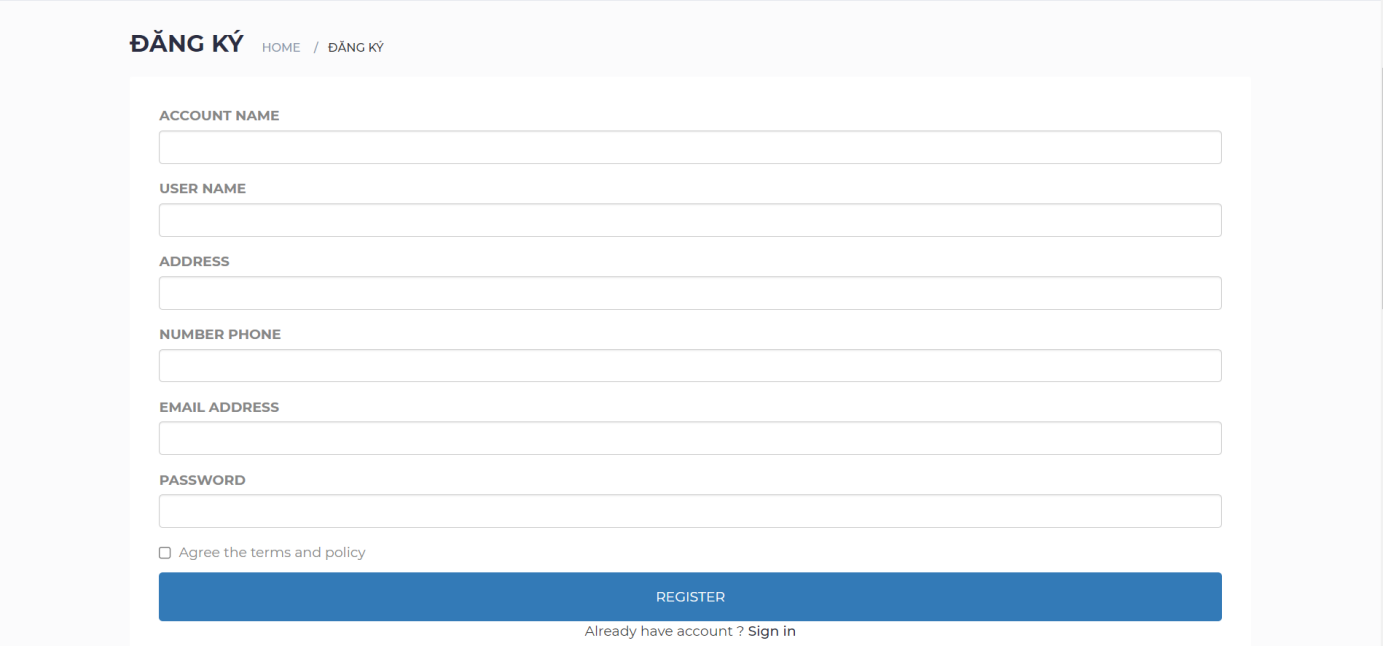 ĐĂNG KÝ HOME / ĐĂNG KÝ
ACCOUNT NAME
USER NAME
ADDRESS
NUMBER PHONE
EMAIL ADDRESS
PASSWORD
Agree the terms and policy
REGISTER
Already have account ? Sign in